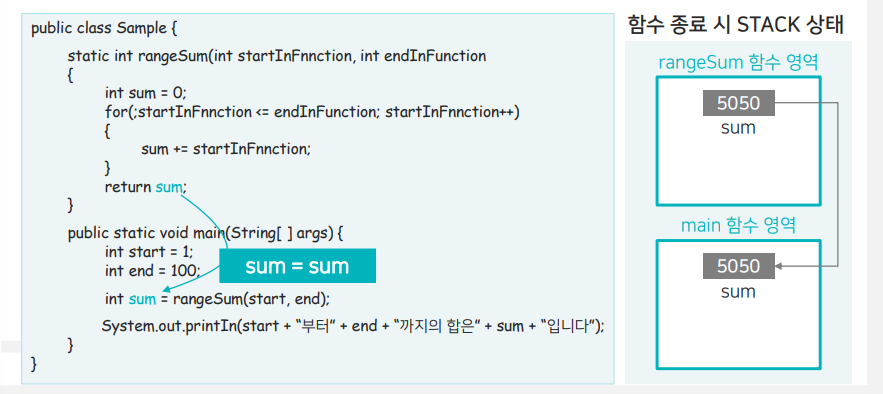 public class Sample {
static int rangeSum(int startInFnnction, int endInFunction
{
int sum = 0;
for(;startInFnnction <= endInFunction; startInFnnction++)
{
sum += startInFnnction;
}
return sum;
}
public static void main(String[ ] args) {
int start = 1;
int end = 100;
sum = sum
int sum = rangeSum(start, end);
System.out.printIn(start + “부터” + end + “까지의 합은” + sum + “입니다”);
}
}
함수 종료 시 STACK 상태
rangeSum 함수 영역
5050
sum
main 함수 영역
5050
sum